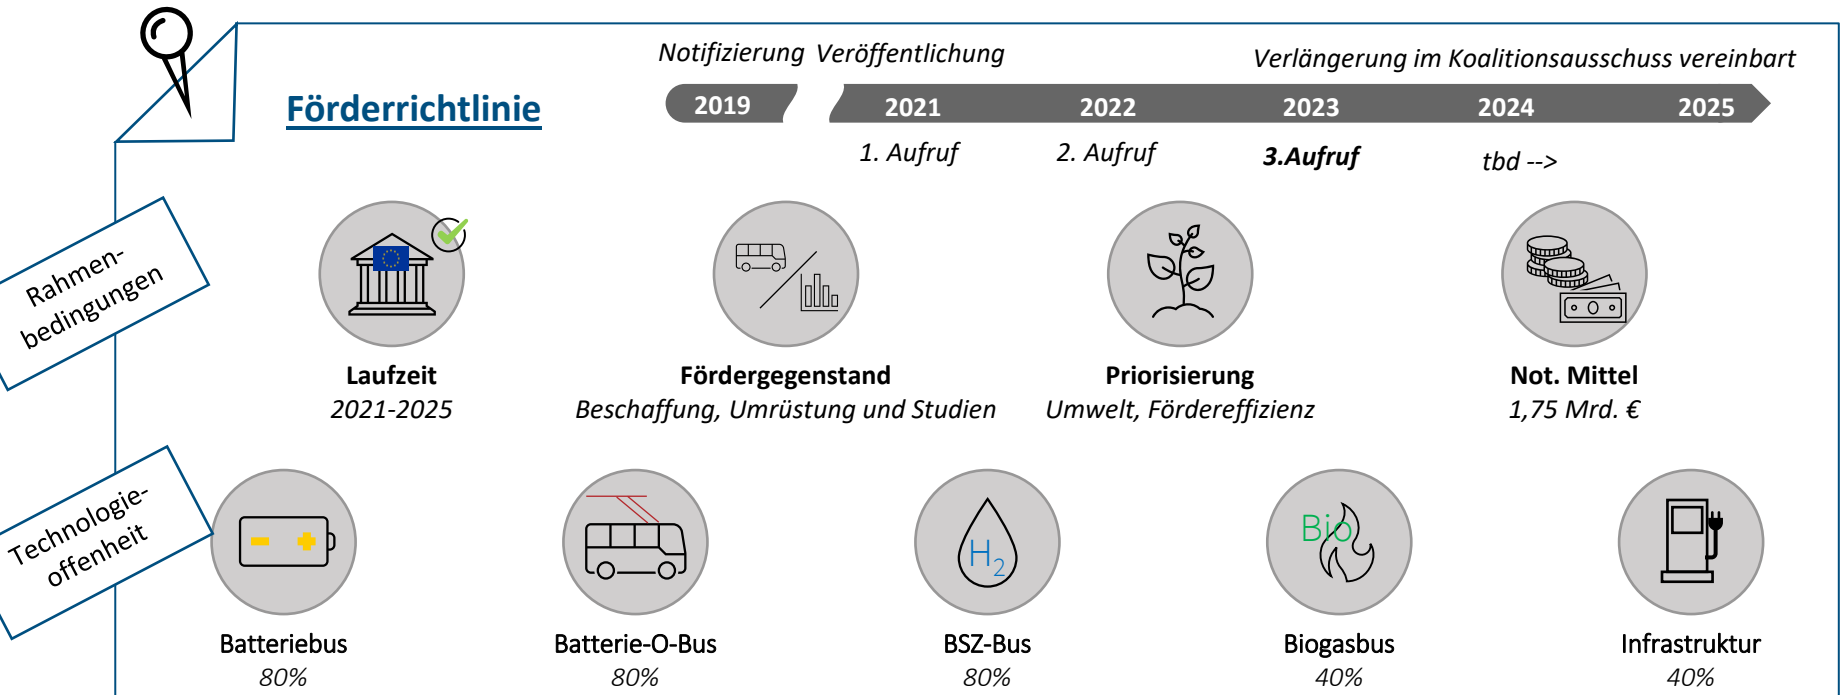 Notifizierung Veröffentlichung Verlängerung im Koalitionsausschuss vereinbart
Förderrichtlinie
2019 2021 2022 2023 2024 2025
1. Aufruf 2. Aufruf 3.Aufruf tbd -->
Rahmen-
bedingungen
Laufzeit Fördergegenstand Priorisierung Not. Mittel
2021-2025 Beschaffung, Umrüstung und Studien Umwelt, Fördereffizienz 1,75 Mrd. €
Technologie-
offenheit
H2
Bio
Batteriebus Batterie-O-Bus BSZ-Bus Biogasbus Infrastruktur
80% 80% 80% 40% 40%